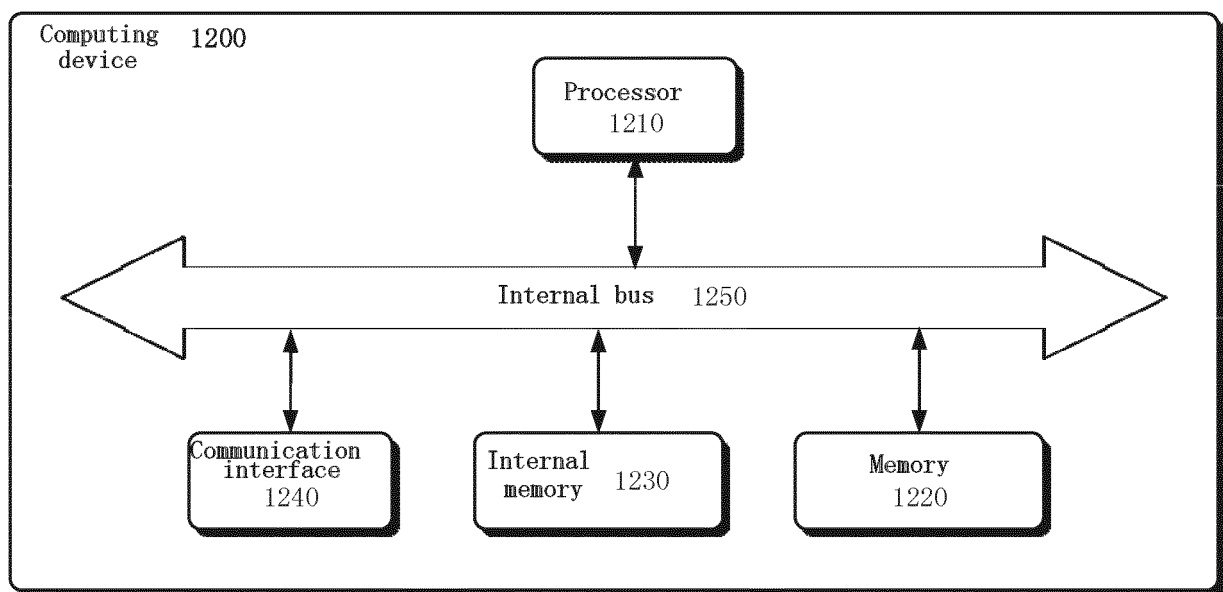 Computing 1200
device
Processor
1210
Internal bus 1250
Communication
interface
1240
Internal
memory 1230
Memory
1220